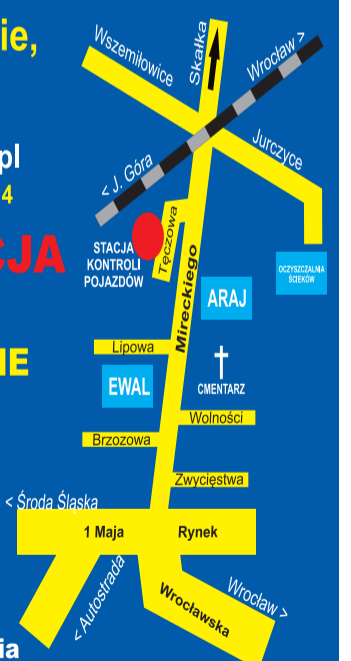 ie,
Wszemiłowice
Skałka
Wrocław >
pl
4
< J. Góra
Jurczyce
CJA
STACJA
KONTROLI
POJAZDÓW
Tęczowa
OCZYSZCZALNIA
ŚCIEKÓW
Mireckiego
ARAJ
Lipowa
IE
EWAL
CMENTARZ
Wolności
Brzozowa
Zwycięstwa
< Środa Śląska
1 Maja
Rynek
< Autostrada
Wrocławska
Wrocław >
ia